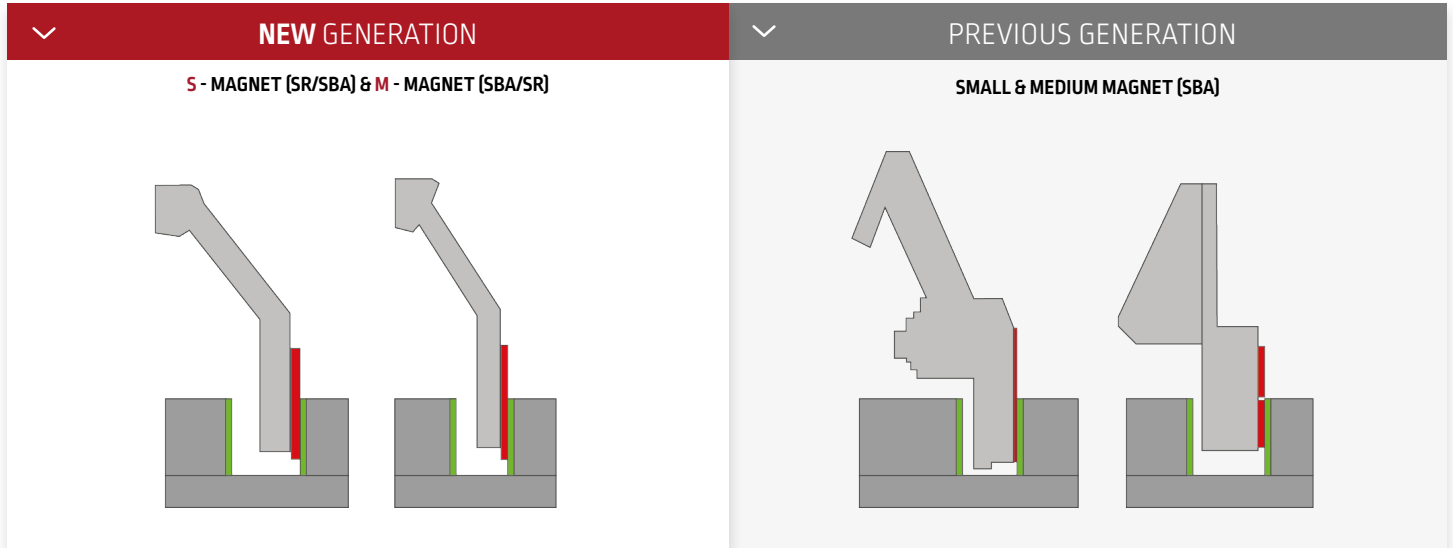 NEW GENERATION
S - MAGNET (SR/SBA) & M - MAGNET (SBA/SR)
PREVIOUS GENERATION
SMALL & MEDIUM MAGNET (SBA)